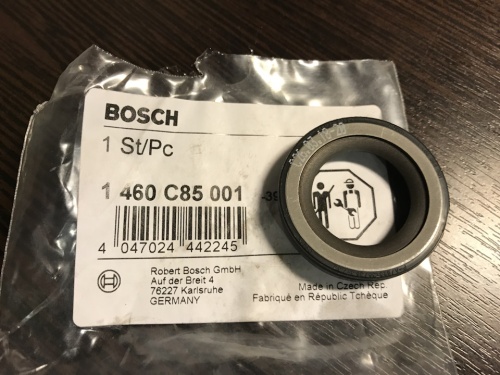 BOSCH
1 St/Pc
1 460 C85 001
4 047024 442245
Robert Bosch GmbH
Auf der Breit 4
76227 Karlsruhe
GERMANY
Made in Czech Rep.
Fabriqué en République Tchèque